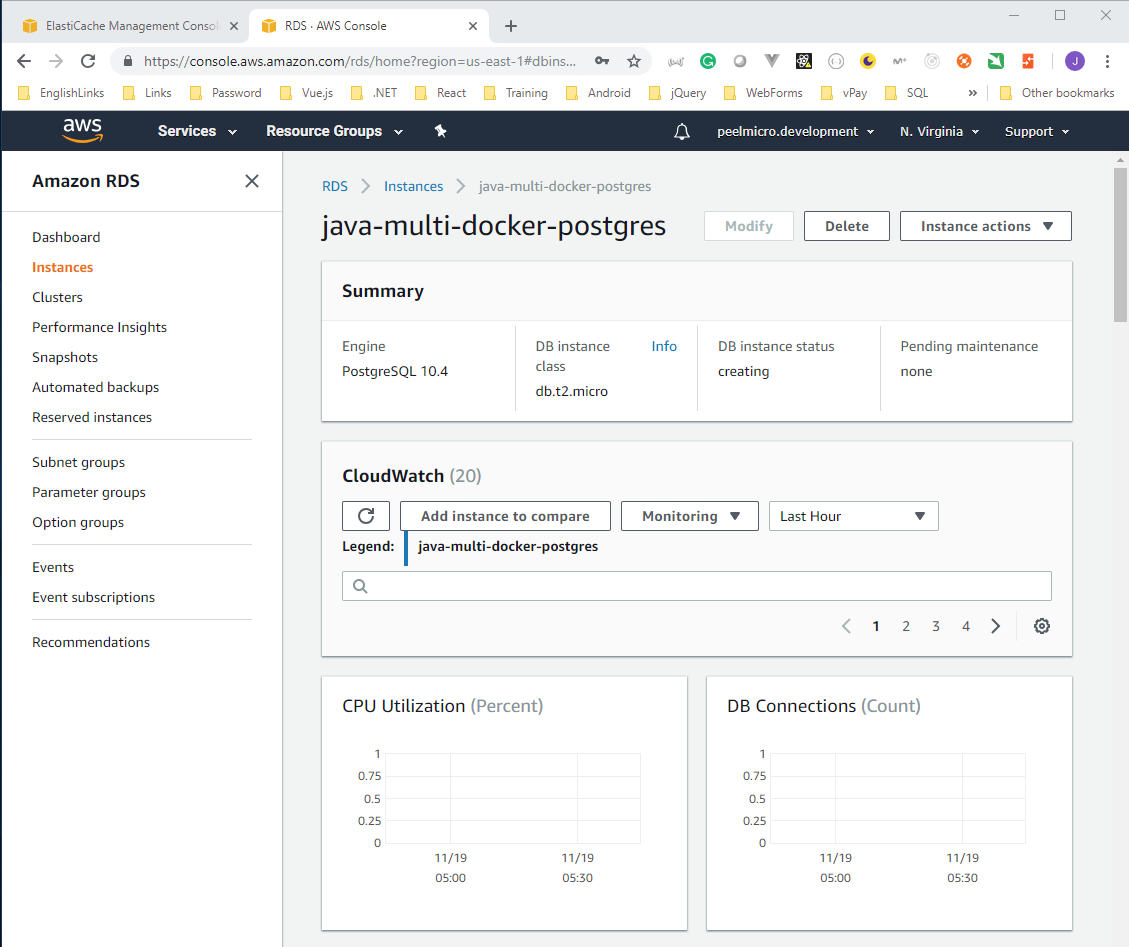 ElastiCache Management Consol
RDS · AWS Console
https://console.aws.amazon.com/rds/home?region=us-east-1#dbins...
J
EnglishLinks
Links
Password
Vue.js
.NET
React
Training
Android
jQuery
WebForms
vPay
SQL
»
Other bookmarks
aws
Services
Resource Groups
peelmicro.development
N. Virginia
Support
Amazon RDS
Dashboard
Instances
Clusters
Performance Insights
Snapshots
Automated backups
Reserved instances
Subnet groups
Parameter groups
Option groups
Events
Event subscriptions
Recommendations
RDS
Instances
java-multi-docker-postgres
java-multi-docker-postgres
Modify
Delete
Instance actions
Summary
Engine
PostgreSQL 10.4
DB instance
class
Info
db.t2.micro
DB instance status
creating
Pending maintenance
none
CloudWatch (20)
Add instance to compare
Monitoring
Last Hour
Legend:
java-multi-docker-postgres
1
2
3
4
CPU Utilization (Percent)
1
0.75
0.5
0.25
0
11/19
05:00
11/19
05:30
DB Connections (Count)
1
0.75
0.5
0.25
0
11/19
05:00
11/19
05:30